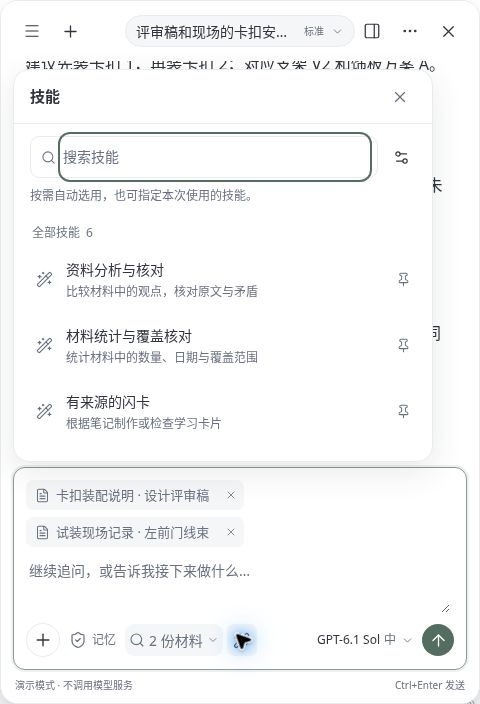 评审稿和现场的卡扣安... 标准
建议先装卡扣 1，再装卡扣 2；对应支架 V2 和饰板方案 A。
技能
搜索技能
按需自动选用，也可指定本次使用的技能。
全部技能 6
资料分析与核对
比较材料中的观点，核对原文与矛盾
材料统计与覆盖核对
统计材料中的数量、日期与覆盖范围
有来源的闪卡
根据笔记制作或检查学习卡片
卡扣装配说明 · 设计评审稿
试装现场记录 · 左前门线束
继续追问，或告诉我接下来做什么...
记忆 2 份材料 GPT-6.1 Sol 中
演示模式 · 不调用模型服务 Ctrl+Enter 发送